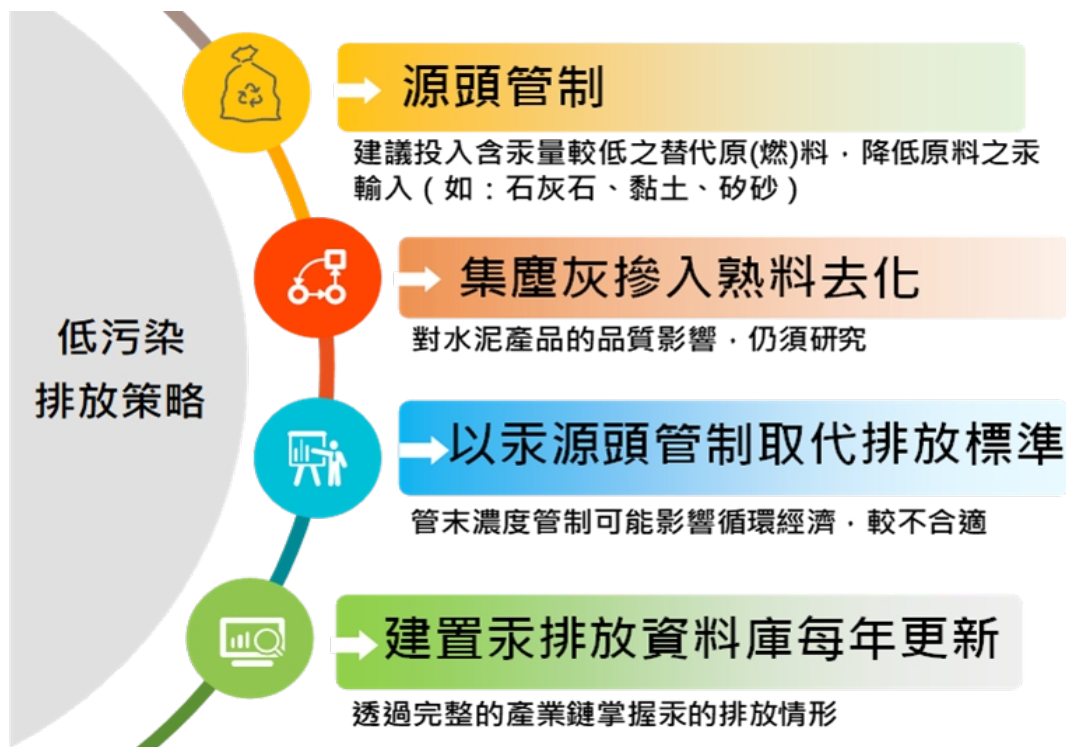 低污染
排放策略
源頭管制
建議投入含汞量較低之替代原(燃)料，降低原料之汞
輸入（如：石灰石、黏土、矽砂）
集塵灰摻入熟料去化
對水泥產品的品質影響，仍須研究
以汞源頭管制取代排放標準
管末濃度管制可能影響循環經濟，較不合適
建置汞排放資料庫每年更新
透過完整的產業鏈掌握汞的排放情形